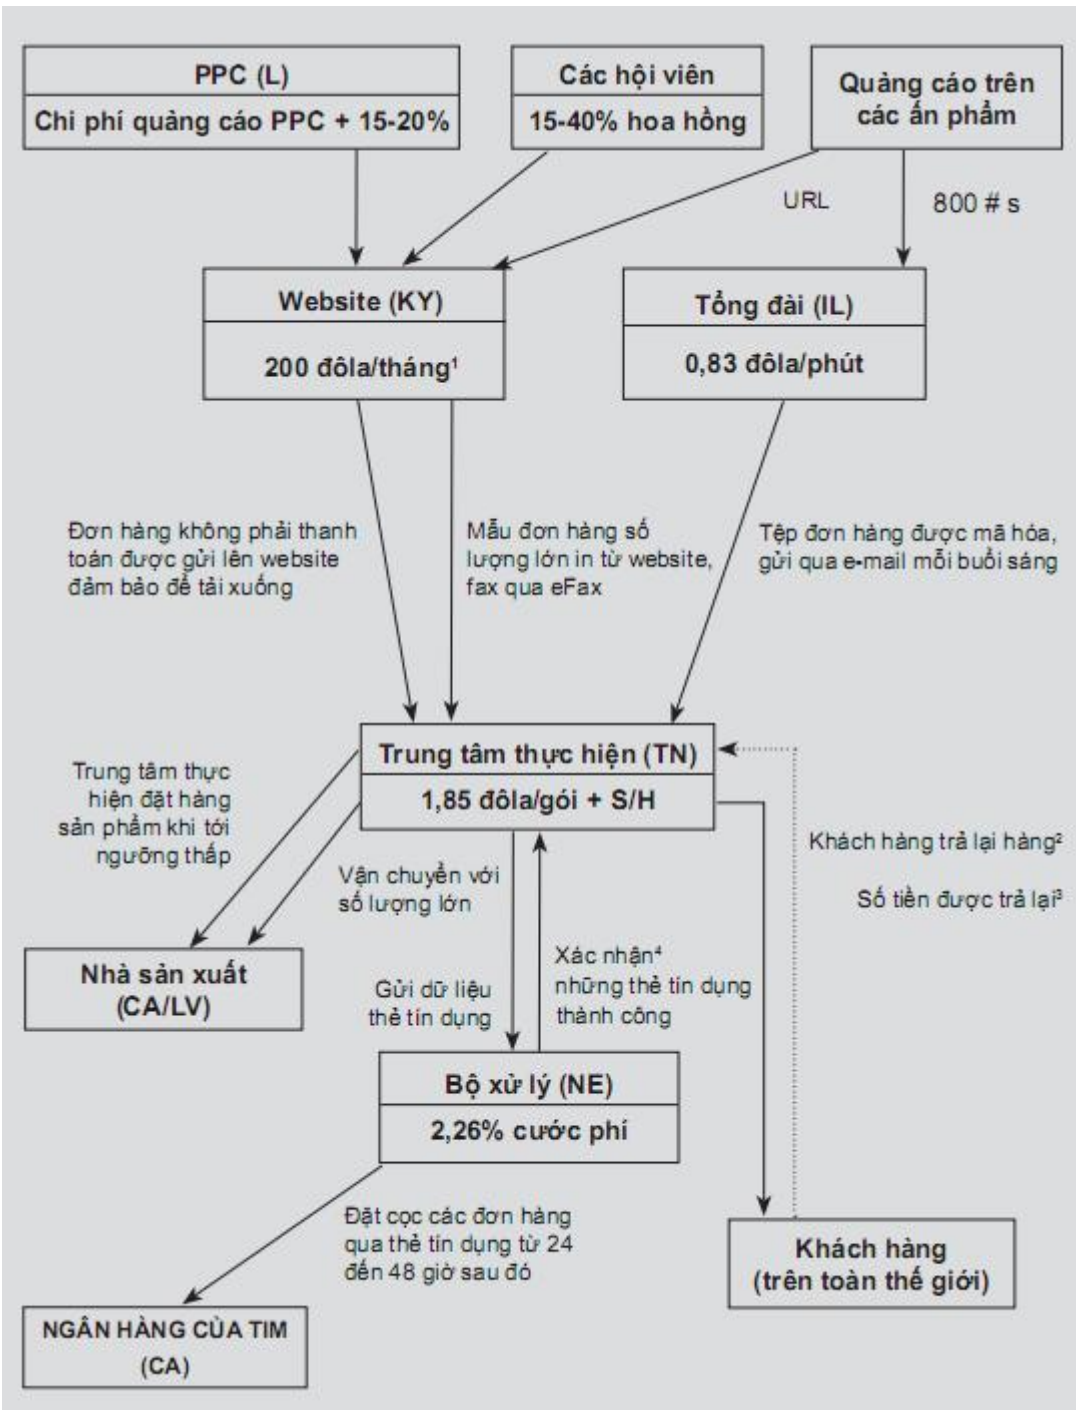 PPC (L)
Chi phí quảng cáo PPC + 15-20%
Các hội viên
15-40% hoa hồng
Quảng cáo trên
các ấn phẩm
URL
800 # s
Website (KY)
200 đôla/tháng¹
Tổng đài (IL)
0,83 đôla/phút
Đơn hàng không phải thanh
toán được gửi lên website
đảm bảo để tải xuống
Mẫu đơn hàng số
lượng lớn in từ website,
fax qua eFax
Tệp đơn hàng được mã hóa,
gửi qua e-mail mỗi buổi sáng
Trung tâm thực hiện (TN)
1,85 đôla/gói + S/H
Trung tâm thực
hiện đặt hàng
sản phẩm khi tới
ngưỡng thấp
Vận chuyển với
số lượng lớn
Khách hàng trả lại hàng²
Số tiền được trả lại³
Nhà sản xuất
(CA/LV)
Gửi dữ liệu
thẻ tín dụng
Xác nhận⁴
những thẻ tín dụng
thành công
Bộ xử lý (NE)
2,26% cước phí
Đặt cọc các đơn hàng
qua thẻ tín dụng từ 24
đến 48 giờ sau đó
Khách hàng
(trên toàn thế giới)
NGÂN HÀNG CỦA TIM
(CA)